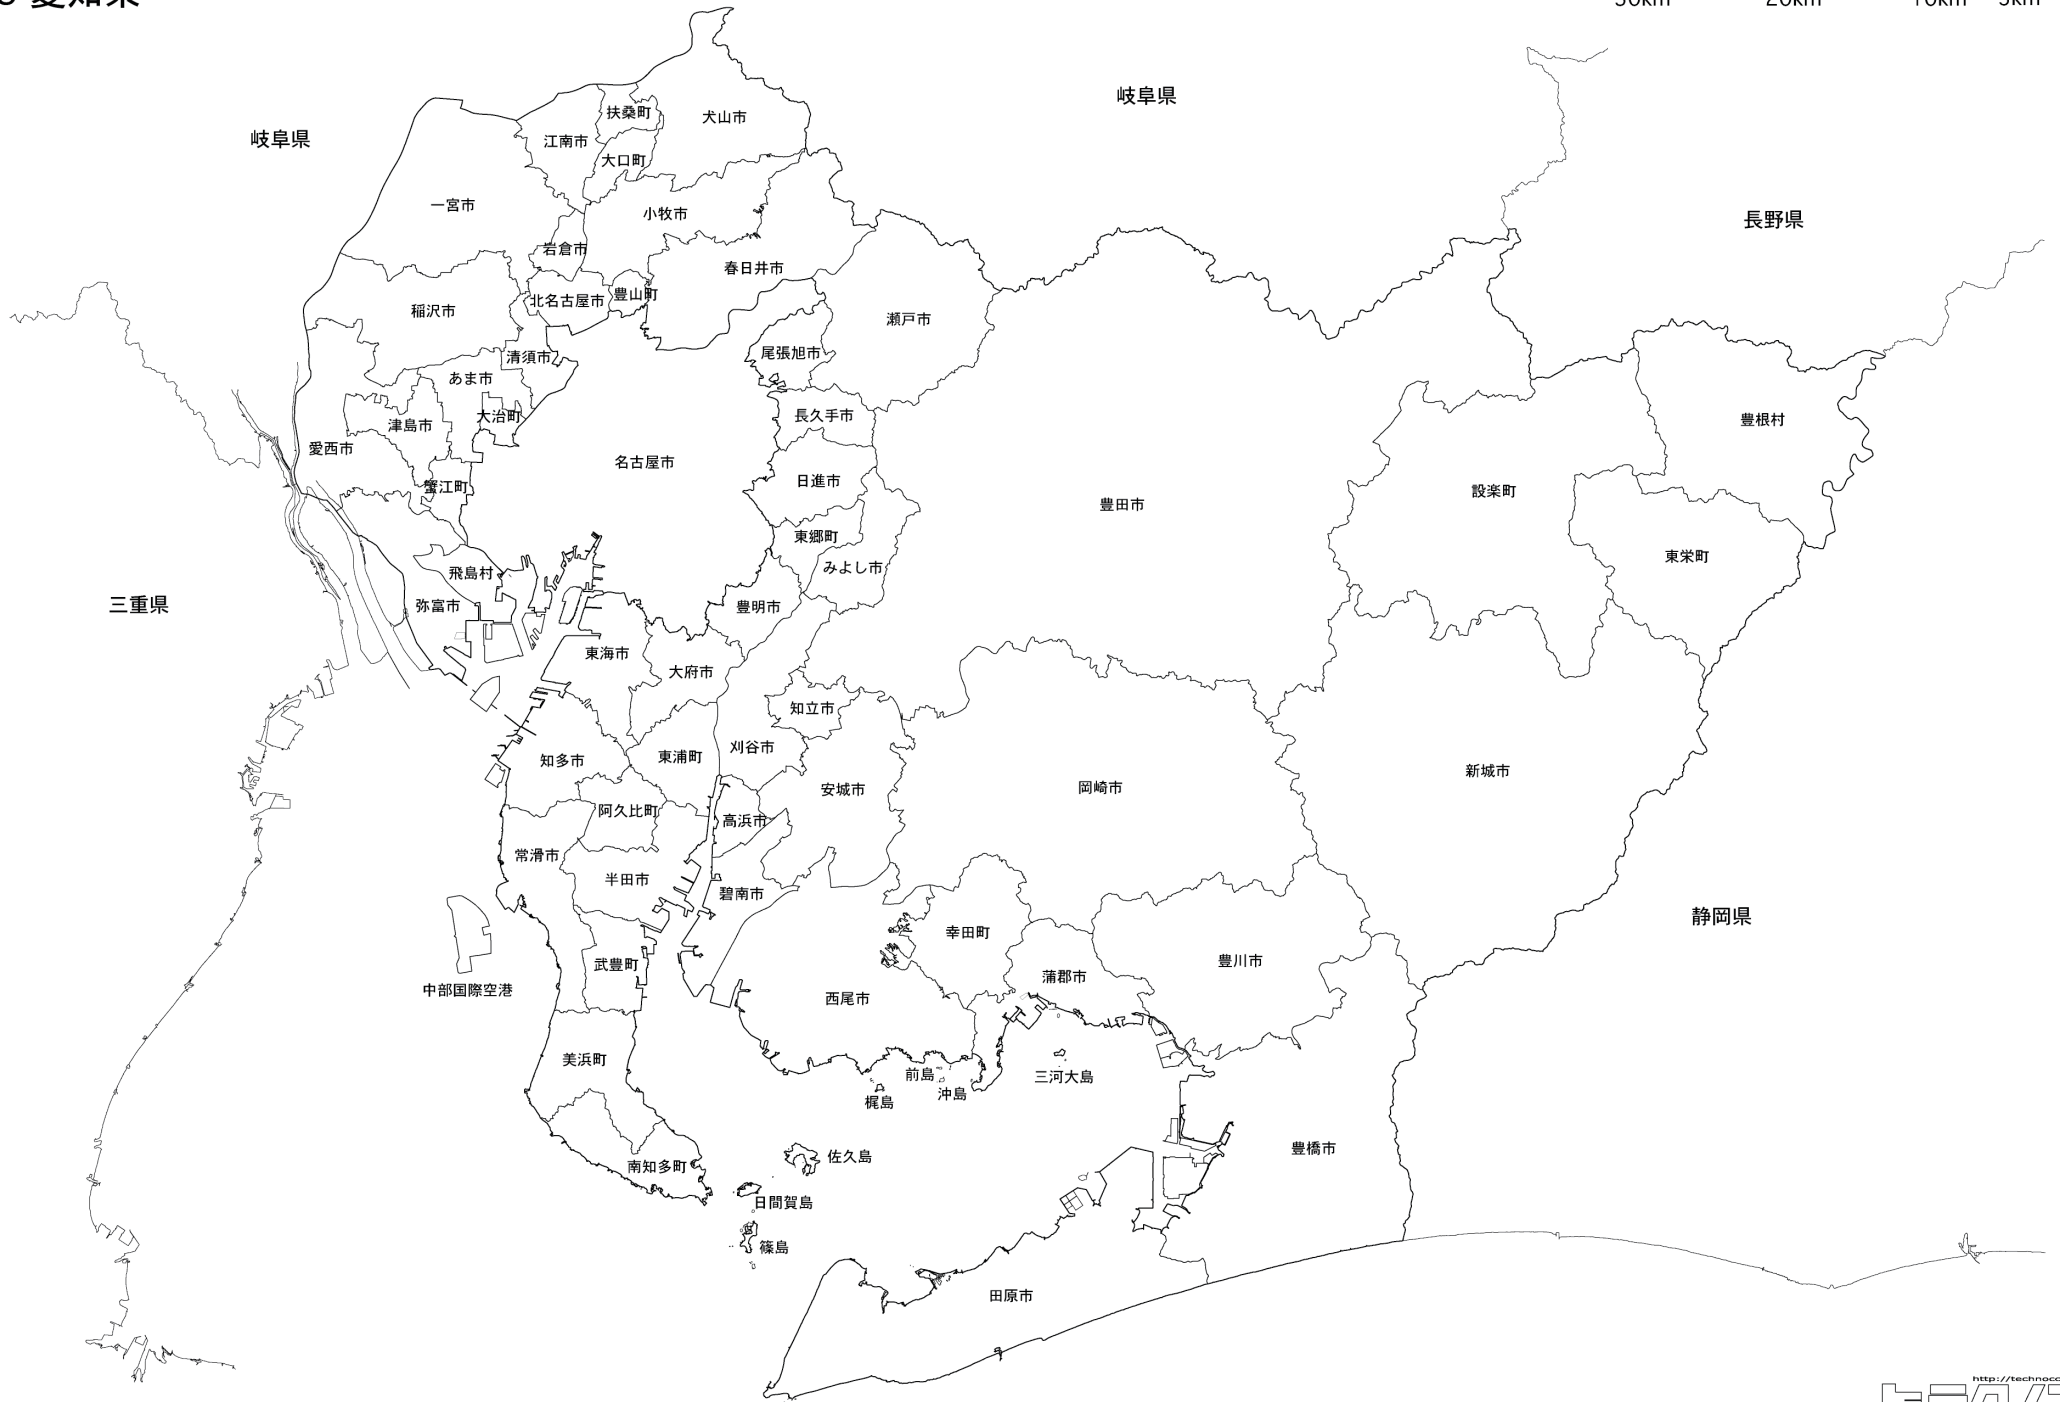 愛知県
30km 20km 10km 5km
岐阜県
岐阜県
長野県
三重県
静岡県
扶桑町
犬山市
江南市
大口町
一宮市
小牧市
岩倉市
春日井市
北名古屋市
豊山町
稲沢市
瀬戸市
清須市
尾張旭市
あま市
大治町
長久手市
津島市
豊根村
愛西市
名古屋市
日進市
蟹江町
設楽町
豊田市
東郷町
東栄町
みよし市
飛島村
弥富市
豊明市
東海市
大府市
知立市
刈谷市
東浦町
知多市
新城市
岡崎市
安城市
阿久比町
高浜市
常滑市
半田市
碧南市
幸田町
豊川市
武豊町
蒲郡市
中部国際空港
西尾市
美浜町
前島
三河大島
沖島
梶島
豊橋市
佐久島
南知多町
日間賀島
篠島
田原市
http://technocc